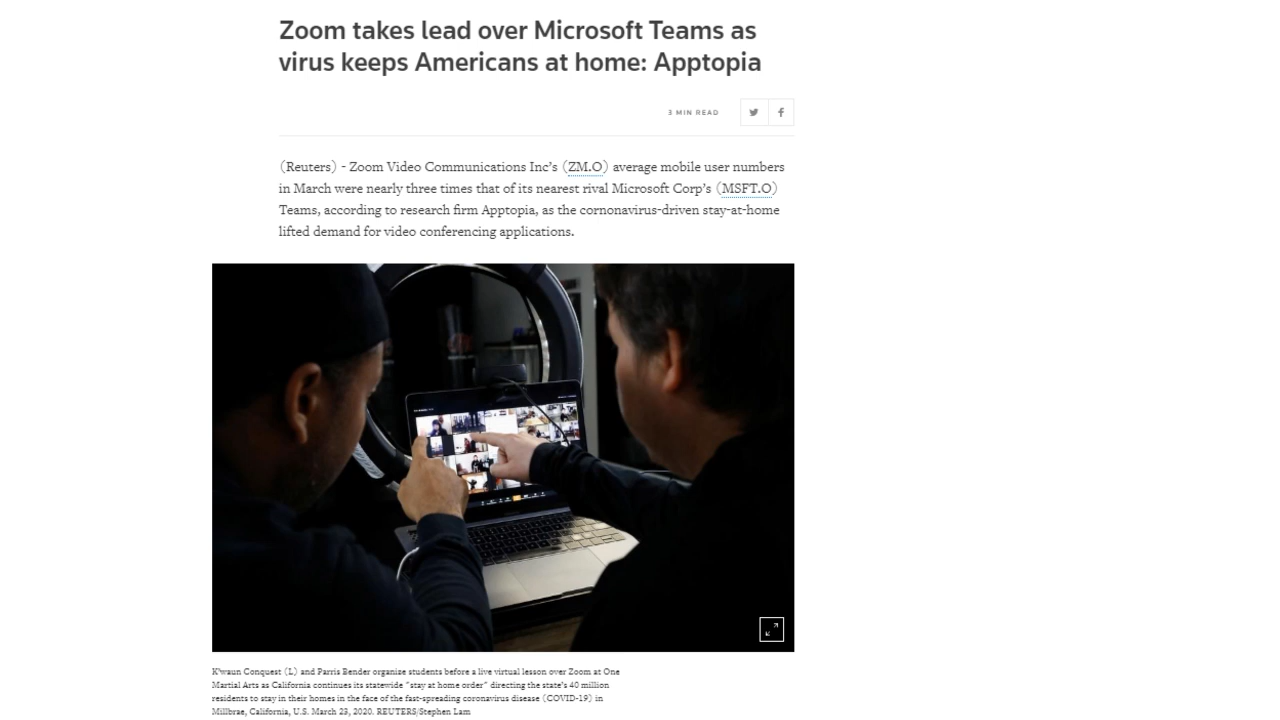 Zoom takes lead over Microsoft Teams as
virus keeps Americans at home: Apptopia
3 MIN READ
(Reuters) - Zoom Video Communications Inc’s (ZM.O) average mobile user numbers
in March were nearly three times that of its nearest rival Microsoft Corp’s (MSFT.O)
Teams, according to research firm Apptopia, as the cornonavirus-driven stay-at-home
lifted demand for video conferencing applications.
K’waun Conquest (L) and Parris Bender organize students before a live virtual lesson over Zoom at One
Martial Arts as California continues its statewide "stay at home order" directing the state's 40 million
residents to stay in their homes in the face of the fast-spreading coronavirus disease (COVID-19) in
Millbrae, California, U.S. March 23, 2020. REUTERS/Stephen Lam